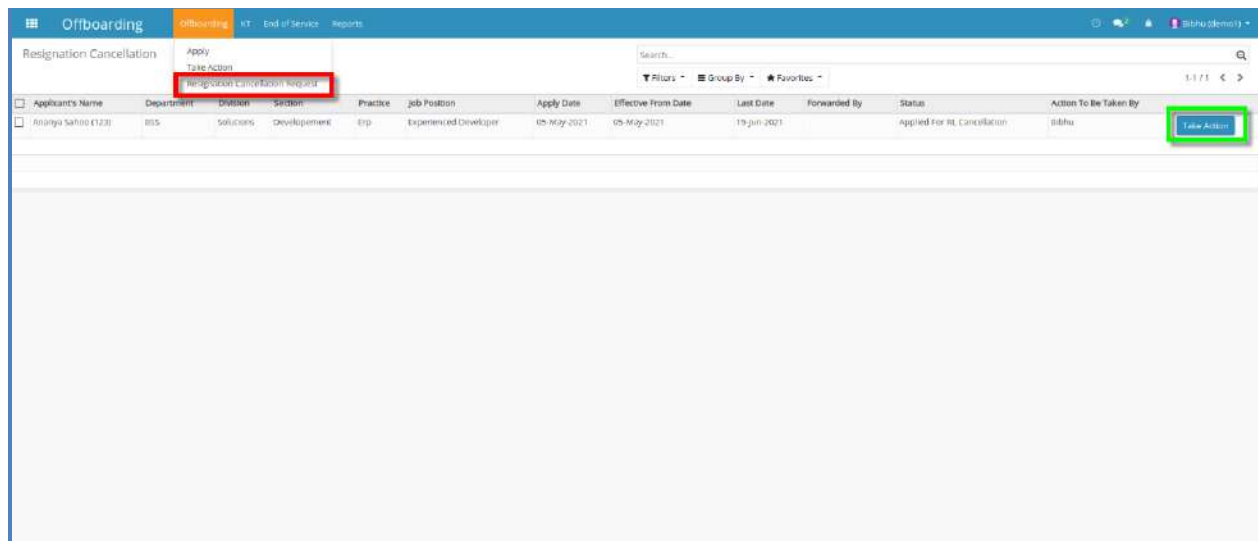 Offboarding Offboarding KT End of Service Reports Bibhu (demo1)
Resignation Cancellation
Apply
Take Action
Resignation Cancellation Request
Search...
Filters Group By Favorites
1-1 / 1
Applicant's Name Department Division Section Practice Job Position Apply Date Effective From Date Last Date Forwarded By Status Action To Be Taken By
Ananya Sahoo (123) BSS Solutions Developement Erp Experienced Developer 05-May-2021 05-May-2021 19-Jun-2021 Applied For RL Cancellation Bibhu Take Action